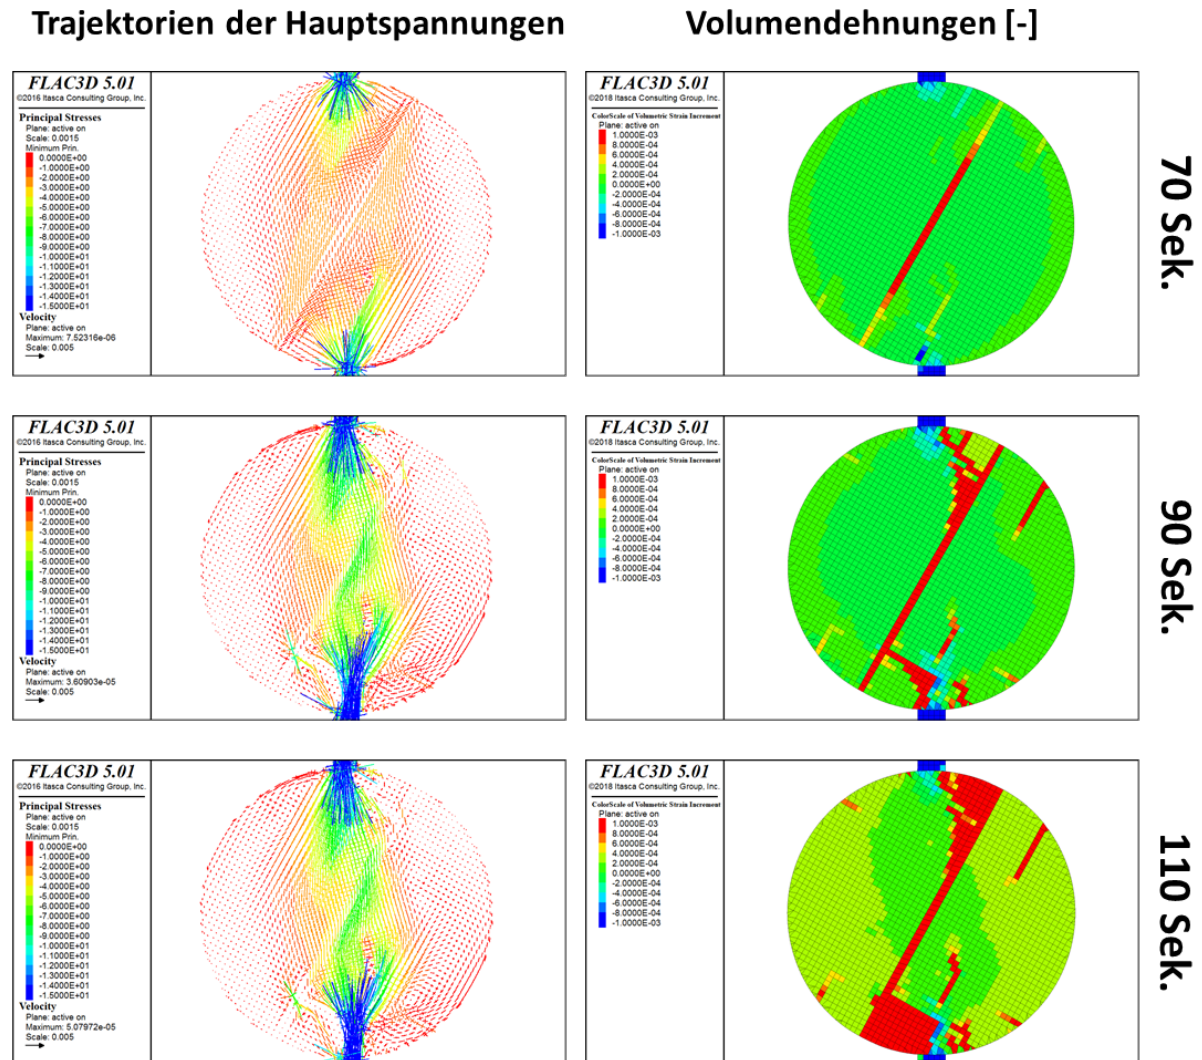 Trajektorien der Hauptspannungen
Volumendehnungen [-]
FLAC3D 5.01
©2016 Itasca Consulting Group, Inc.
Principal Stresses
Plane: active on
Scale: 0.0015
Minimum Prin.
0.0000E+00
-1.0000E+00
-2.0000E+00
-3.0000E+00
-4.0000E+00
-5.0000E+00
-6.0000E+00
-7.0000E+00
-8.0000E+00
-9.0000E+00
-1.0000E+01
-1.1000E+01
-1.2000E+01
-1.3000E+01
-1.4000E+01
-1.5000E+01
Velocity
Plane: active on
Maximum: 7.52316e-06
Scale: 0.005
FLAC3D 5.01
©2018 Itasca Consulting Group, Inc.
ColorScale of Volumetric Strain Increment
Plane: active on
1.0000E-03
8.0000E-04
6.0000E-04
4.0000E-04
2.0000E-04
0.0000E+00
-2.0000E-04
-4.0000E-04
-6.0000E-04
-8.0000E-04
-1.0000E-03
70 Sek.
FLAC3D 5.01
©2016 Itasca Consulting Group, Inc.
Principal Stresses
Plane: active on
Scale: 0.0015
Minimum Prin.
0.0000E+00
-1.0000E+00
-2.0000E+00
-3.0000E+00
-4.0000E+00
-5.0000E+00
-6.0000E+00
-7.0000E+00
-8.0000E+00
-9.0000E+00
-1.0000E+01
-1.1000E+01
-1.2000E+01
-1.3000E+01
-1.4000E+01
-1.5000E+01
Velocity
Plane: active on
Maximum: 3.60903e-05
Scale: 0.005
FLAC3D 5.01
©2018 Itasca Consulting Group, Inc.
ColorScale of Volumetric Strain Increment
Plane: active on
1.0000E-03
8.0000E-04
6.0000E-04
4.0000E-04
2.0000E-04
0.0000E+00
-2.0000E-04
-4.0000E-04
-6.0000E-04
-8.0000E-04
-1.0000E-03
90 Sek.
FLAC3D 5.01
©2016 Itasca Consulting Group, Inc.
Principal Stresses
Plane: active on
Scale: 0.0015
Minimum Prin.
0.0000E+00
-1.0000E+00
-2.0000E+00
-3.0000E+00
-4.0000E+00
-5.0000E+00
-6.0000E+00
-7.0000E+00
-8.0000E+00
-9.0000E+00
-1.0000E+01
-1.1000E+01
-1.2000E+01
-1.3000E+01
-1.4000E+01
-1.5000E+01
Velocity
Plane: active on
Maximum: 5.07972e-05
Scale: 0.005
FLAC3D 5.01
©2018 Itasca Consulting Group, Inc.
ColorScale of Volumetric Strain Increment
Plane: active on
1.0000E-03
8.0000E-04
6.0000E-04
4.0000E-04
2.0000E-04
0.0000E+00
-2.0000E-04
-4.0000E-04
-6.0000E-04
-8.0000E-04
-1.0000E-03
110 Sek.